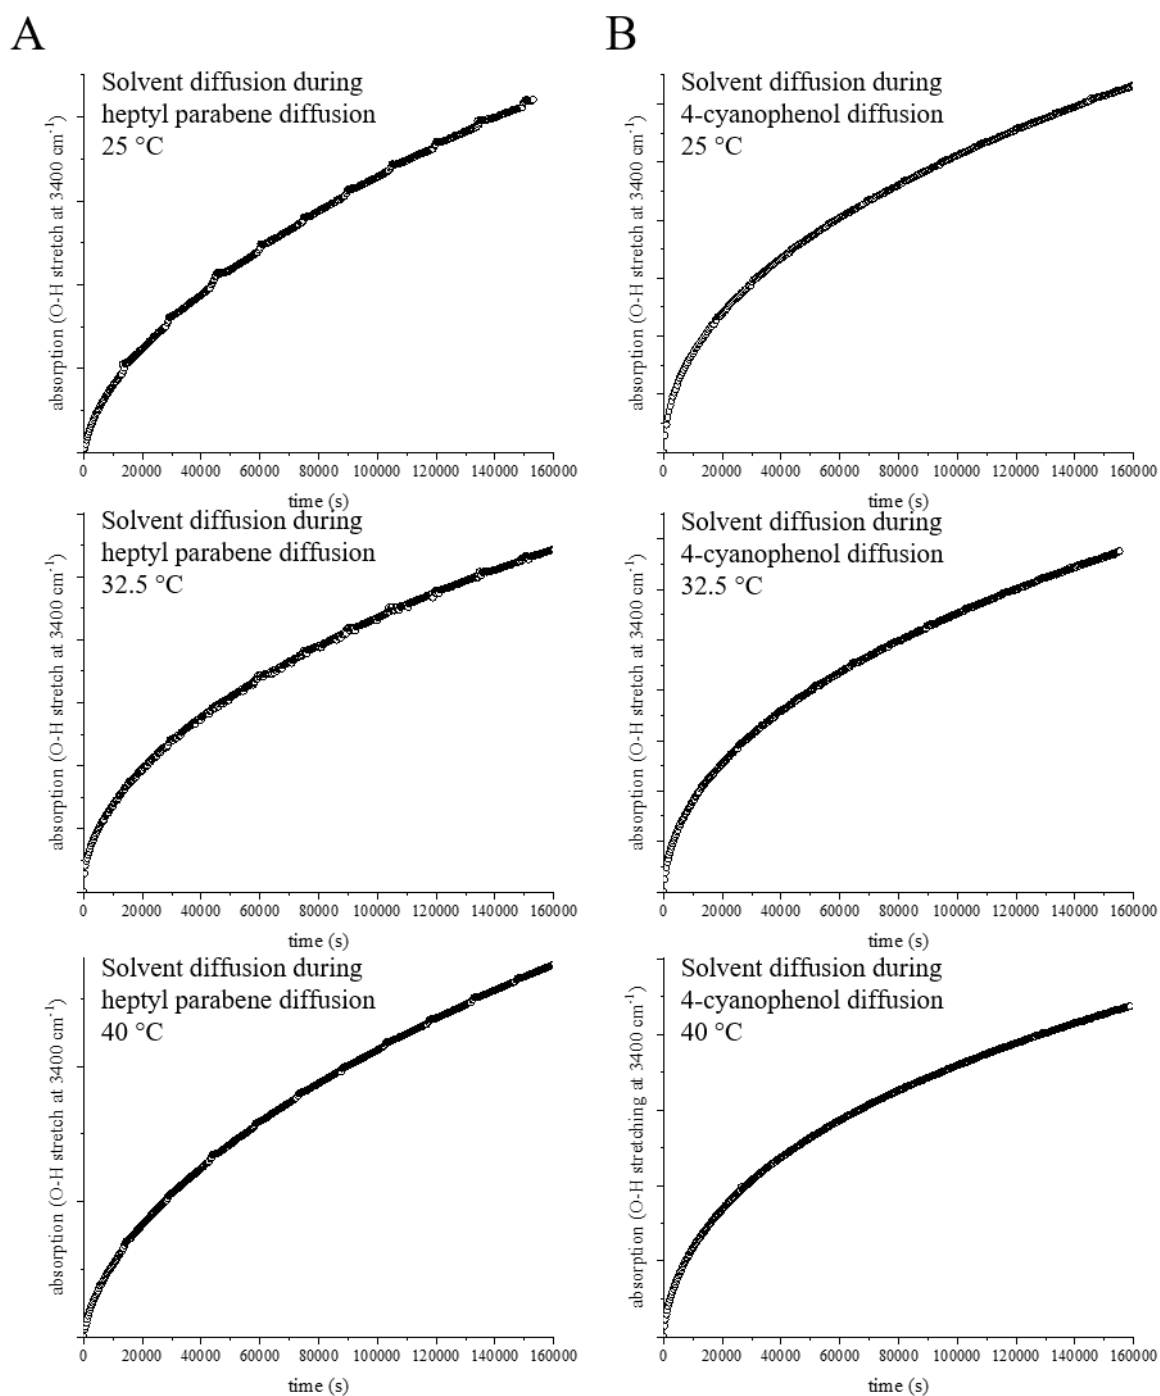 A
B
Solvent diffusion during
heptyl parabene diffusion
25 °C
absorption (O-H stretch at 3400 cm⁻¹)
0 20000 40000 60000 80000 100000 120000 140000 160000
time (s)
Solvent diffusion during
4-cyanophenol diffusion
25 °C
absorption (O-H stretch at 3400 cm⁻¹)
0 20000 40000 60000 80000 100000 120000 140000 160000
time (s)
Solvent diffusion during
heptyl parabene diffusion
32.5 °C
absorption (O-H stretch at 3400 cm⁻¹)
0 20000 40000 60000 80000 100000 120000 140000 160000
time (s)
Solvent diffusion during
4-cyanophenol diffusion
32.5 °C
absorption (O-H stretch at 3400 cm⁻¹)
0 20000 40000 60000 80000 100000 120000 140000 160000
time (s)
Solvent diffusion during
heptyl parabene diffusion
40 °C
absorption (O-H stretch at 3400 cm⁻¹)
0 20000 40000 60000 80000 100000 120000 140000 160000
time (s)
Solvent diffusion during
4-cyanophenol diffusion
40 °C
absorption (O-H stretching at 3400 cm⁻¹)
0 20000 40000 60000 80000 100000 120000 140000 160000
time (s)